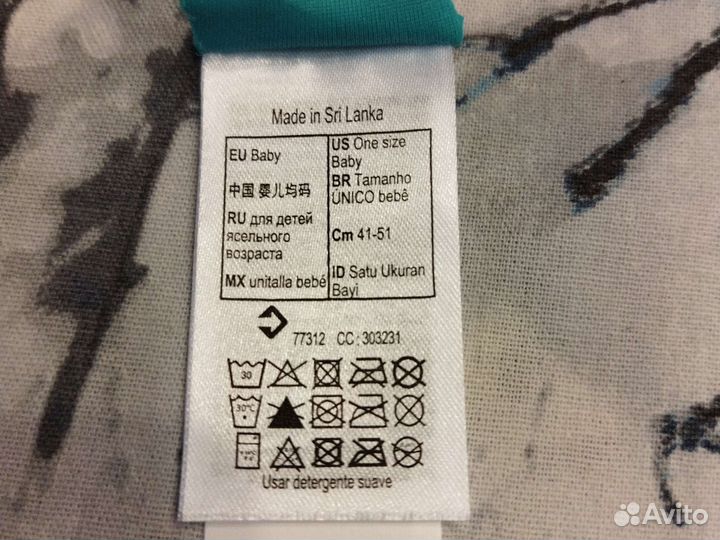 Made in Sri Lanka
EU Baby
中国 婴儿均码
RU для детей
ясельного
возраста
MX unitalla bebé
US One size
Baby
BR Tamanho
ÚNICO bebê
Cm 41-51
ID Satu Ukuran
Bayi
77312 CC : 303231
30
30°C
Usar detergente suave
Avito